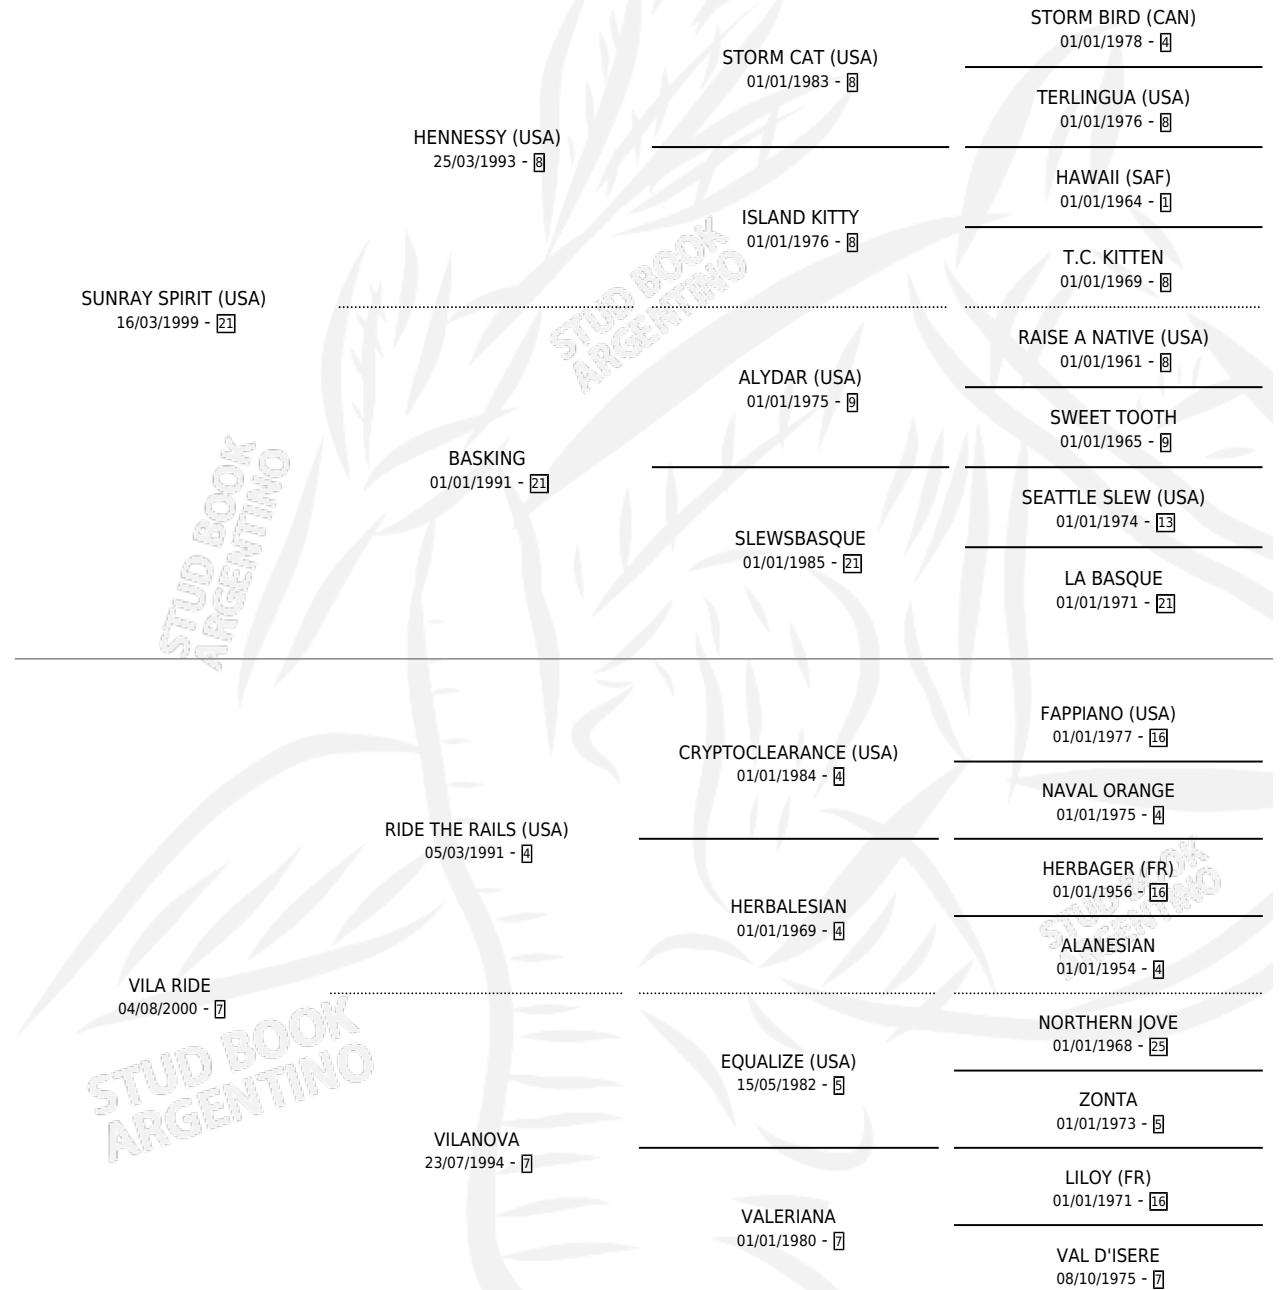 STORM BIRD (CAN)
01/01/1978 - 4
STORM CAT (USA)
01/01/1983 - 8
TERLINGUA (USA)
01/01/1976 - 8
HENNESSY (USA)
25/03/1993 - 8
HAWAII (SAF)
01/01/1964 - 1
ISLAND KITTY
01/01/1976 - 8
T.C. KITTEN
01/01/1969 - 8
SUNRAY SPIRIT (USA)
16/03/1999 - 21
RAISE A NATIVE (USA)
01/01/1961 - 8
ALYDAR (USA)
01/01/1975 - 9
SWEET TOOTH
01/01/1965 - 9
BASKING
01/01/1991 - 21
SEATTLE SLEW (USA)
01/01/1974 - 13
SLEWSBASQUE
01/01/1985 - 21
LA BASQUE
01/01/1971 - 21
FAPPIANO (USA)
01/01/1977 - 16
CRYPTOCLEARANCE (USA)
01/01/1984 - 4
NAVAL ORANGE
01/01/1975 - 4
RIDE THE RAILS (USA)
05/03/1991 - 4
HERBAGER (FR)
01/01/1956 - 16
HERBALESIAN
01/01/1969 - 4
ALANESIAN
01/01/1954 - 4
VILA RIDE
04/08/2000 - 7
NORTHERN JOVE
01/01/1968 - 25
EQUALIZE (USA)
15/05/1982 - 5
ZONTA
01/01/1973 - 5
VILANOVA
23/07/1994 - 7
LILOY (FR)
01/01/1971 - 16
VALERIANA
01/01/1980 - 7
VAL D'ISERE
08/10/1975 - 7
STUD BOOK
ARGENTINO
STUD BOOK
ARGENTINO
STUD BOOK
ARGENTINO
STUD BOOK
ARGENTINO